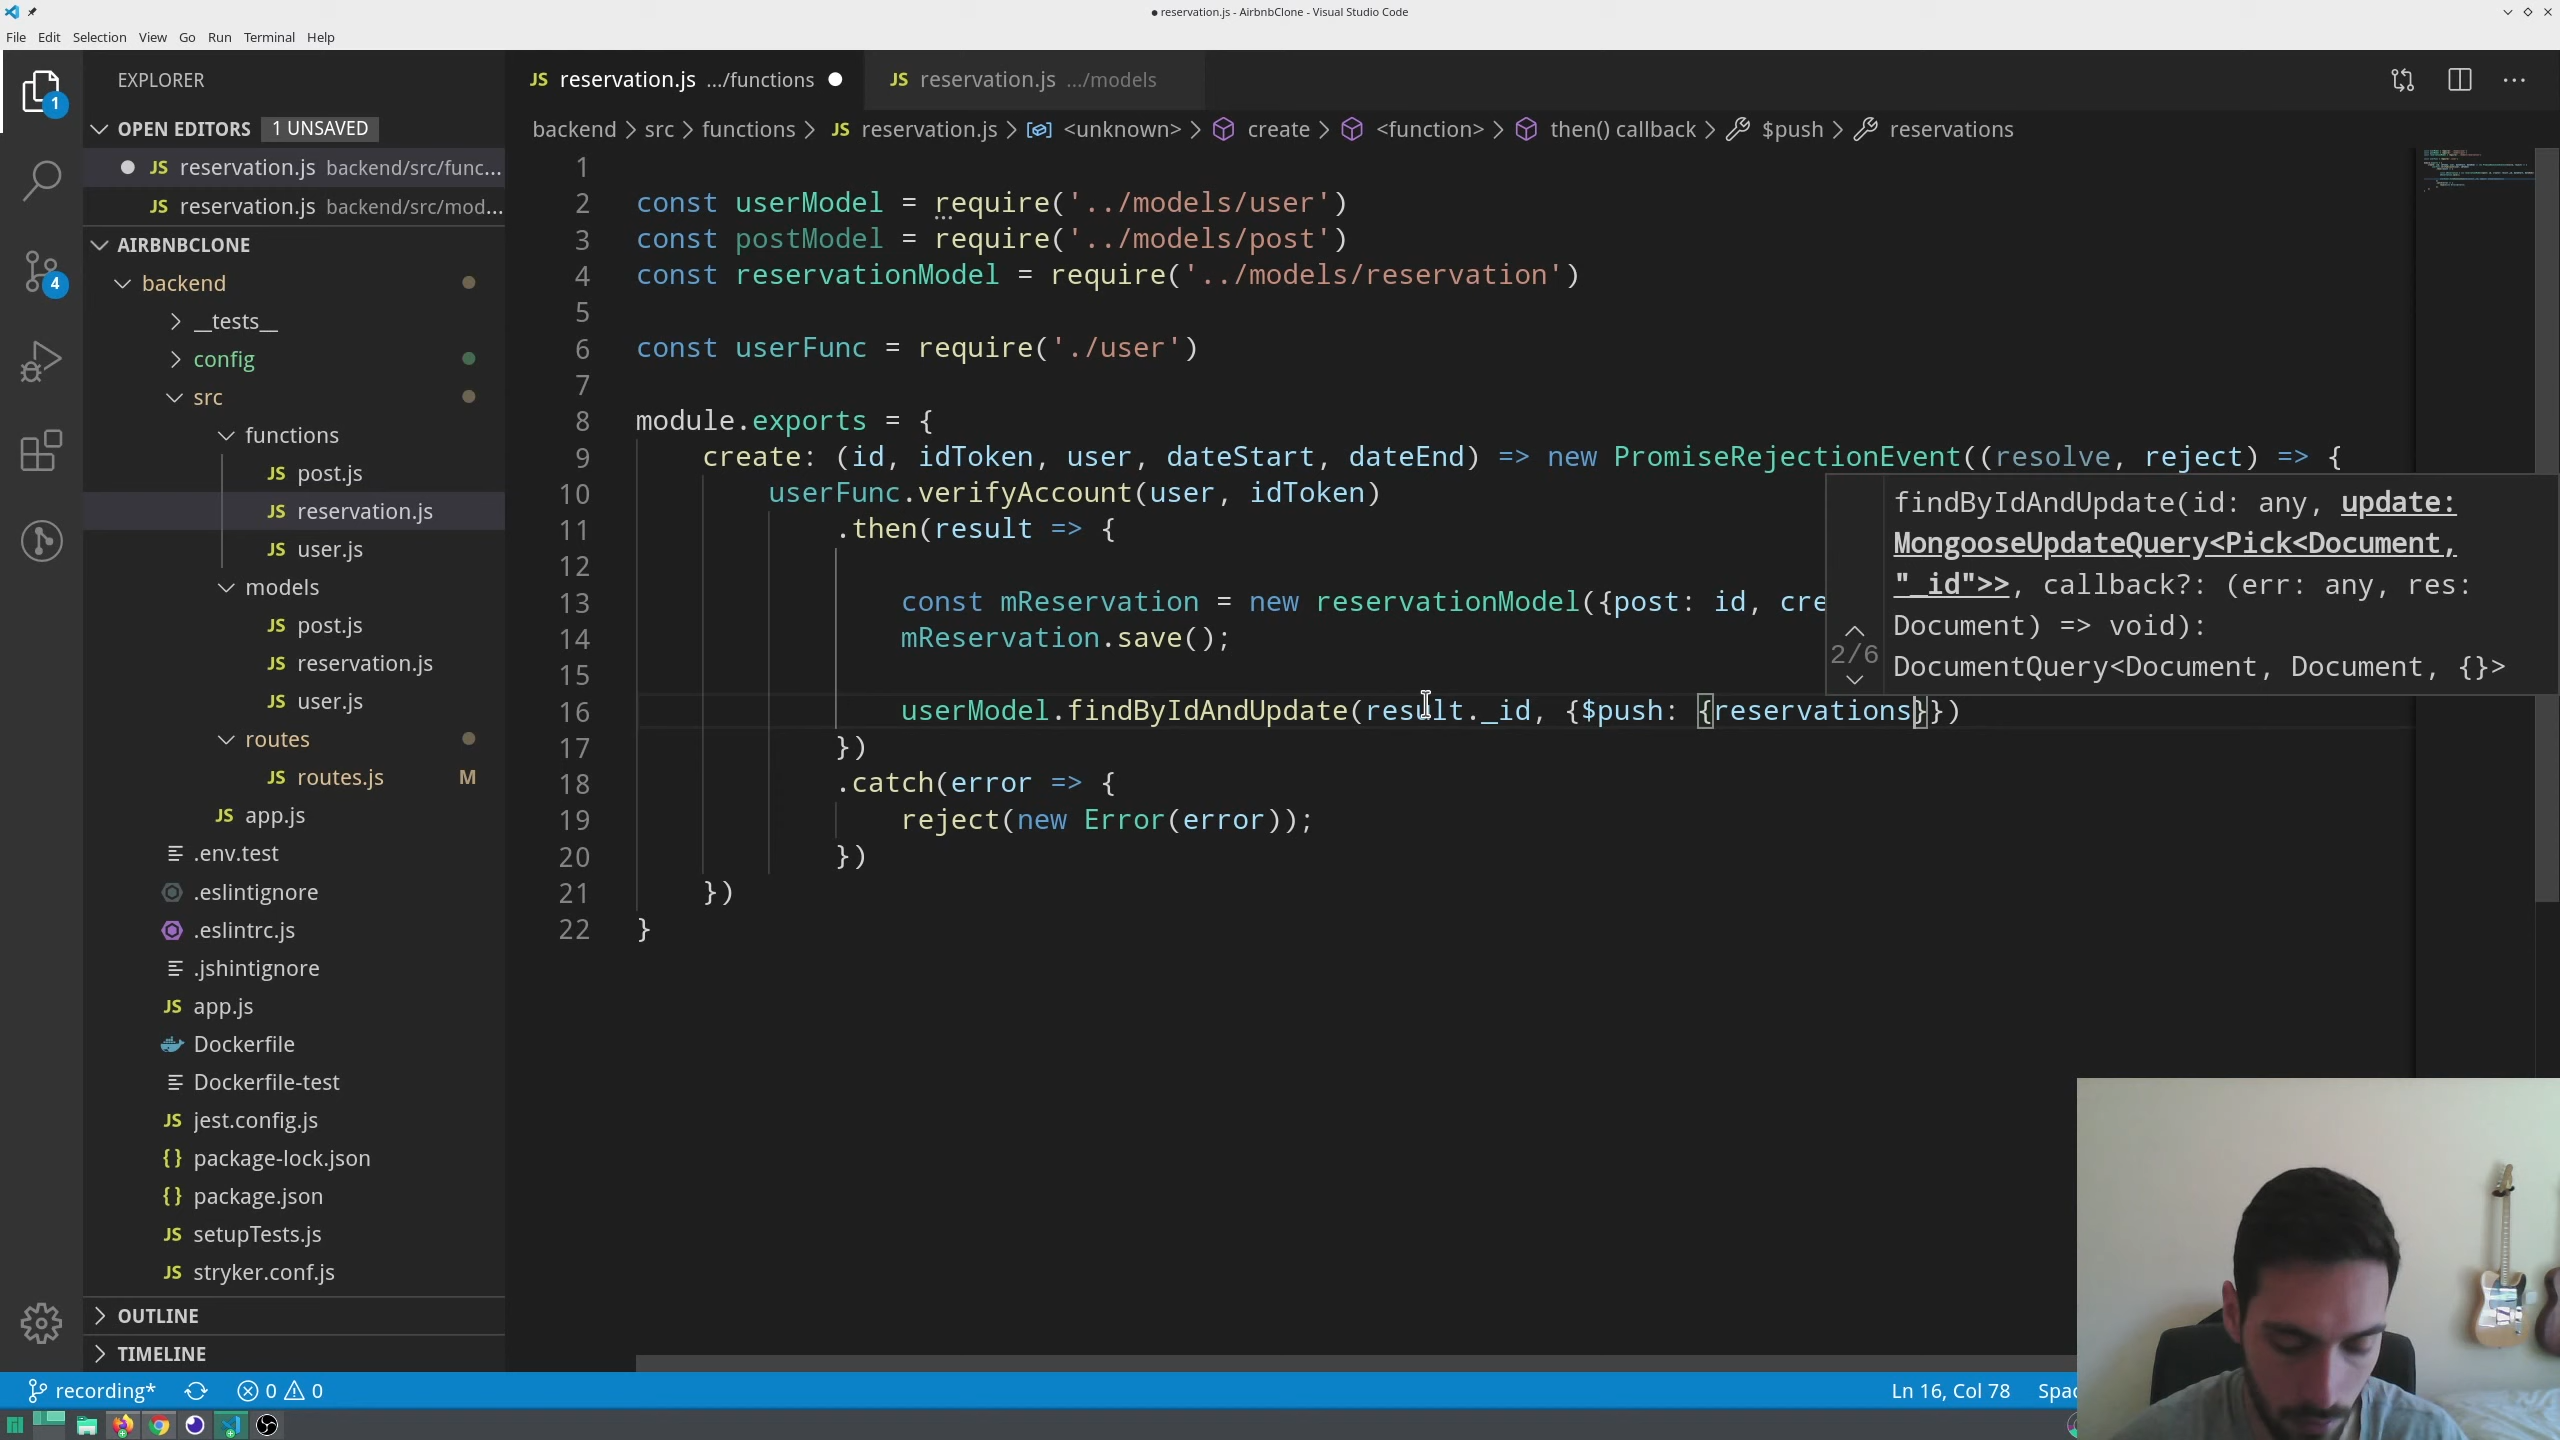 ● reservation.js - AirbnbClone - Visual Studio Code
File Edit Selection View Go Run Terminal Help
EXPLORER
OPEN EDITORS 1 UNSAVED
● JS reservation.js backend/src/func...
JS reservation.js backend/src/mod...
AIRBNBCLONE
backend
__tests__
config
src
functions
JS post.js
JS reservation.js
JS user.js
models
JS post.js
JS reservation.js
JS user.js
routes
JS routes.js M
JS app.js
.env.test
.eslintignore
.eslintrc.js
.jshintignore
JS app.js
Dockerfile
Dockerfile-test
JS jest.config.js
{ } package-lock.json
{ } package.json
JS setupTests.js
JS stryker.conf.js
OUTLINE
TIMELINE
1
4
JS reservation.js .../functions ●
JS reservation.js .../models
backend > src > functions > JS reservation.js > <unknown> > create > <function> > then() callback > $push > reservations
1
2 const userModel = require('../models/user')
3 const postModel = require('../models/post')
4 const reservationModel = require('../models/reservation')
5
6 const userFunc = require('./user')
7
8 module.exports = {
9 create: (id, idToken, user, dateStart, dateEnd) => new PromiseRejectionEvent((resolve, reject) => {
10 userFunc.verifyAccount(user, idToken)
11 .then(result => {
12
13 const mReservation = new reservationModel({post: id, cre
14 mReservation.save();
15
16 userModel.findByIdAndUpdate(result._id, {$push: {reservations}})
17 })
18 .catch(error => {
19 reject(new Error(error));
20 })
21 })
22 }
findByIdAndUpdate(id: any, update:
MongooseUpdateQuery<Pick<Document,
"_id">>, callback?: (err: any, res:
Document) => void):
DocumentQuery<Document, Document, {}>
2/6
recording* 0 0 Ln 16, Col 78